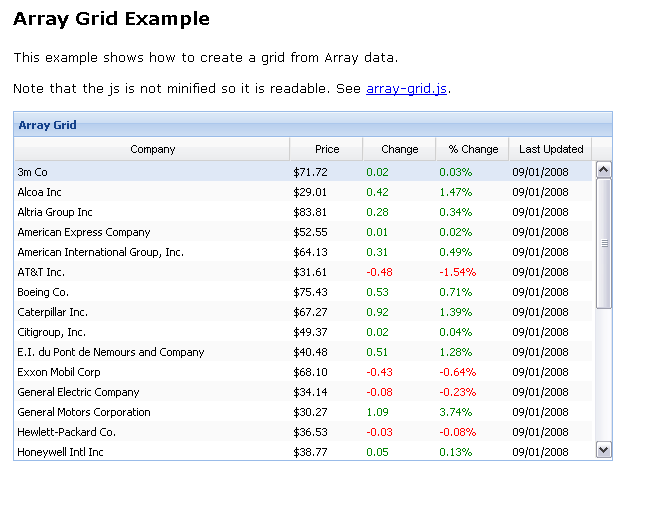 Array Grid Example
This example shows how to create a grid from Array data.
Note that the js is not minified so it is readable. See array-grid.js.
Array Grid
Company Price Change % Change Last Updated
3m Co $71.72 0.02 0.03% 09/01/2008
Alcoa Inc $29.01 0.42 1.47% 09/01/2008
Altria Group Inc $83.81 0.28 0.34% 09/01/2008
American Express Company $52.55 0.01 0.02% 09/01/2008
American International Group, Inc. $64.13 0.31 0.49% 09/01/2008
AT&T Inc. $31.61 -0.48 -1.54% 09/01/2008
Boeing Co. $75.43 0.53 0.71% 09/01/2008
Caterpillar Inc. $67.27 0.92 1.39% 09/01/2008
Citigroup, Inc. $49.37 0.02 0.04% 09/01/2008
E.I. du Pont de Nemours and Company $40.48 0.51 1.28% 09/01/2008
Exxon Mobil Corp $68.10 -0.43 -0.64% 09/01/2008
General Electric Company $34.14 -0.08 -0.23% 09/01/2008
General Motors Corporation $30.27 1.09 3.74% 09/01/2008
Hewlett-Packard Co. $36.53 -0.03 -0.08% 09/01/2008
Honeywell Intl Inc $38.77 0.05 0.13% 09/01/2008